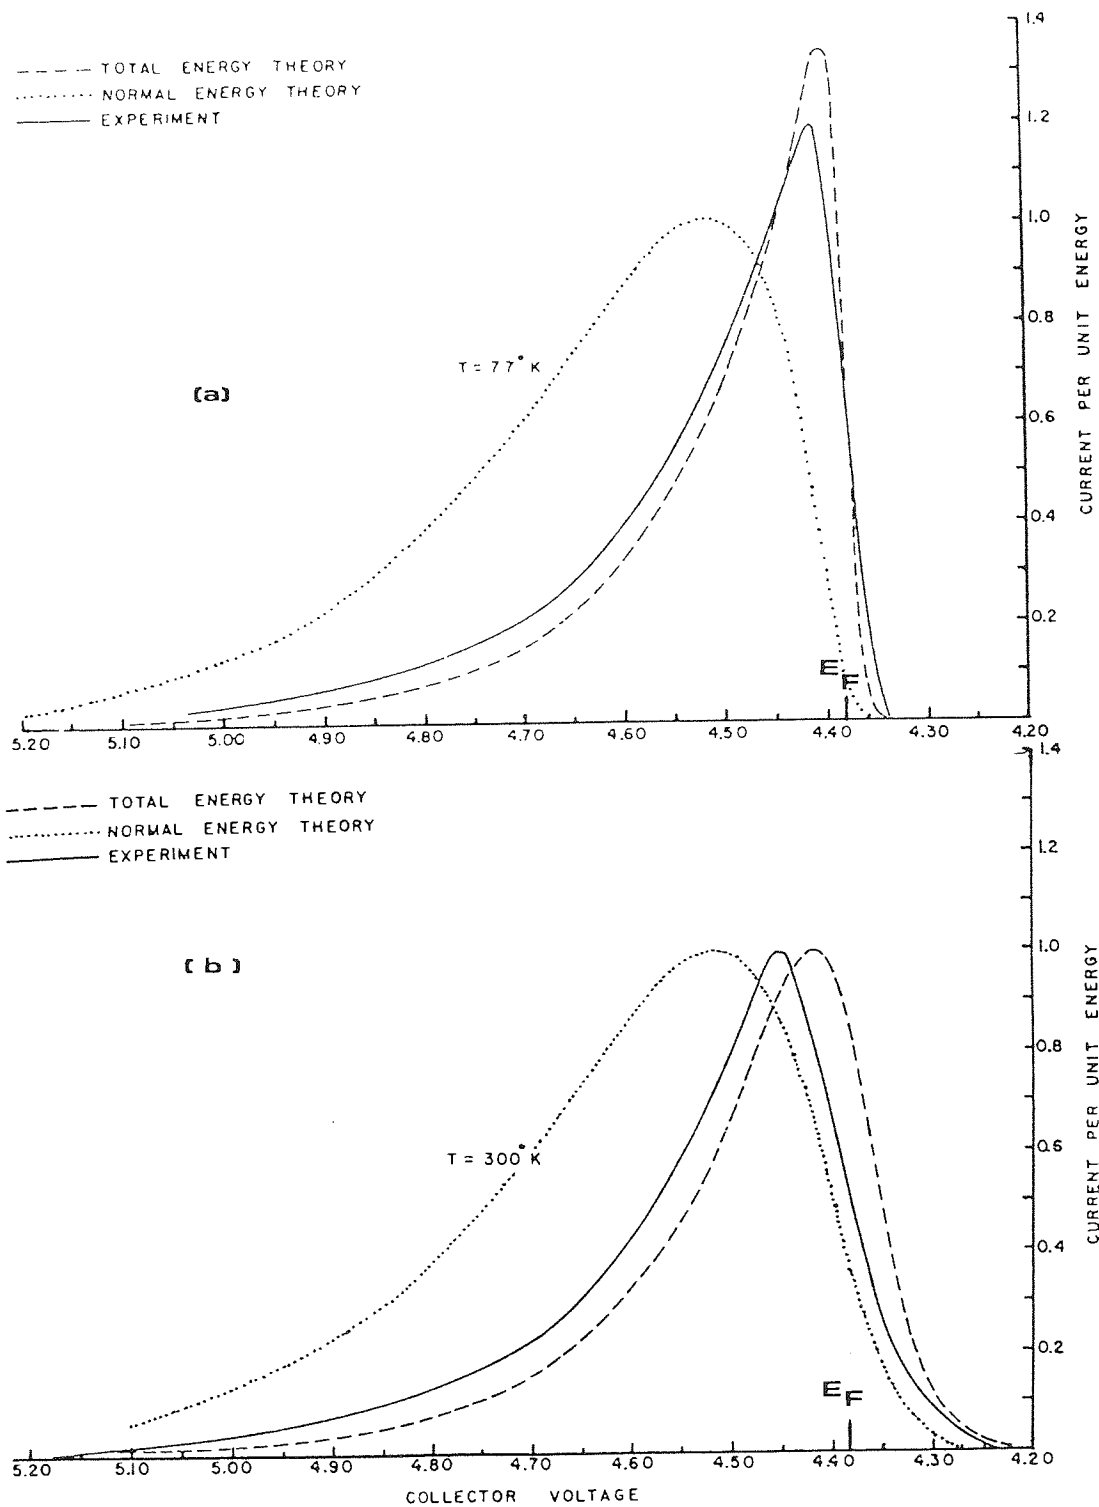 1.4
TOTAL ENERGY THEORY
NORMAL ENERGY THEORY
EXPERIMENT
1.2
1.0
0.8
T = 77° K
(a)
0.6
0.4
0.2
E F
CURRENT PER UNIT ENERGY
5.20 5.10 5.00 4.90 4.80 4.70 4.60 4.50 4.40 4.30 4.20
1.4
TOTAL ENERGY THEORY
NORMAL ENERGY THEORY
EXPERIMENT
1.2
(b)
1.0
0.8
T = 300° K
0.6
0.4
0.2
E F
CURRENT PER UNIT ENERGY
5.20 5.10 5.00 4.90 4.80 4.70 4.60 4.50 4.40 4.30 4.20
0
COLLECTOR VOLTAGE